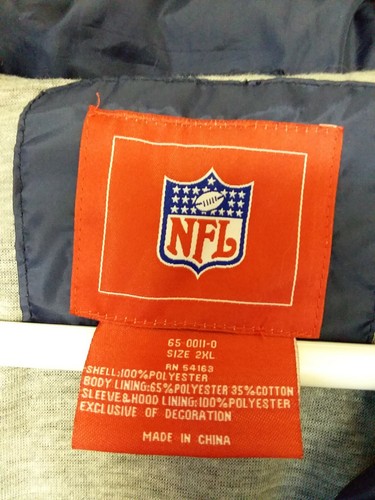 NFL
65-0011-0
SIZE 2XL
RN 54163
SHELL:100%POLYESTER
BODY LINING:65%POLYESTER 35%COTTON
SLEEVE&HOOD LINING:100%POLYESTER
EXCLUSIVE OF DECORATION
MADE IN CHINA